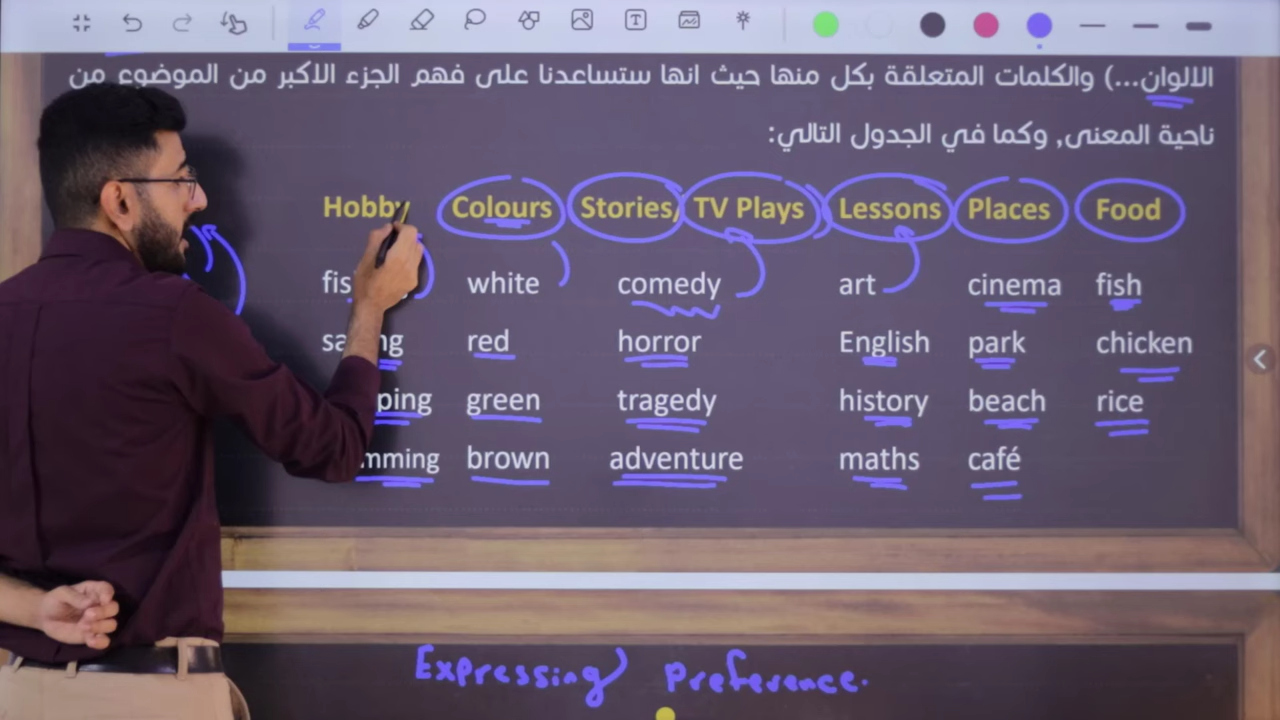 الالوان...) والكلمات المتعلقة بكل منها حيث انها ستساعدنا على فهم الجزء الاكبر من الموضوع من
ناحية المعنى, وكما في الجدول التالي:
Hobby Colours Stories/ TV Plays Lessons Places Food
white comedy art cinema fish
red horror English park chicken
green tragedy history beach rice
brown adventure maths café
Expressing Preference.